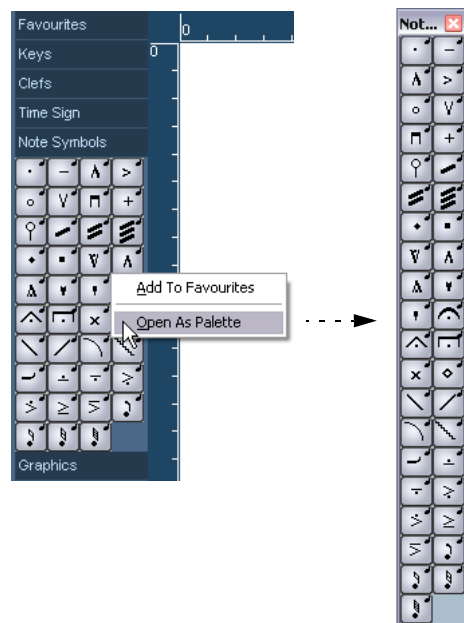 Favourites
0
Not...
Keys
0
Clefs
Time Sign
Note Symbols
Add To Favourites
Open As Palette
Graphics